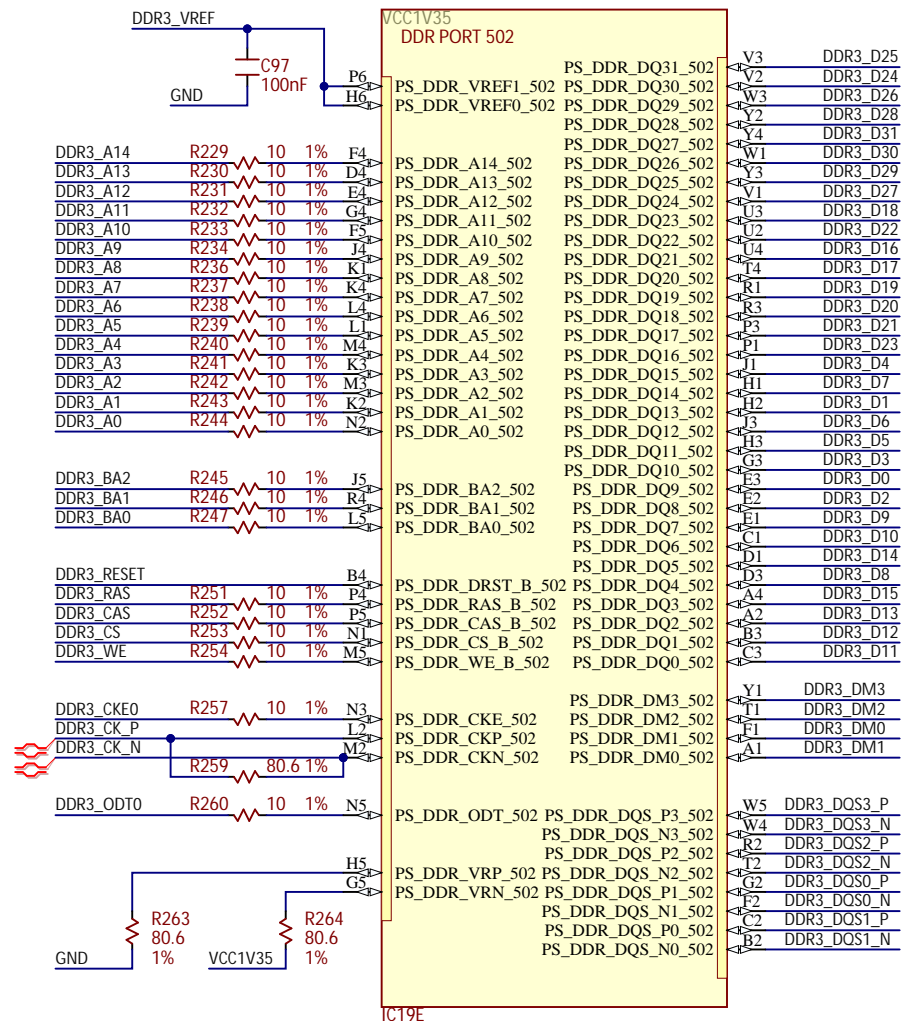 DDR3_VREF
C97
100nF
GND
VCC1V35
DDR PORT 502
P6 PS_DDR_VREF1_502
H6 PS_DDR_VREF0_502
DDR3_A14 R229 10 1% F4 PS_DDR_A14_502
DDR3_A13 R230 10 1% D4 PS_DDR_A13_502
DDR3_A12 R231 10 1% E4 PS_DDR_A12_502
DDR3_A11 R232 10 1% G4 PS_DDR_A11_502
DDR3_A10 R233 10 1% F5 PS_DDR_A10_502
DDR3_A9 R234 10 1% J4 PS_DDR_A9_502
DDR3_A8 R236 10 1% K1 PS_DDR_A8_502
DDR3_A7 R237 10 1% K4 PS_DDR_A7_502
DDR3_A6 R238 10 1% L4 PS_DDR_A6_502
DDR3_A5 R239 10 1% L1 PS_DDR_A5_502
DDR3_A4 R240 10 1% M4 PS_DDR_A4_502
DDR3_A3 R241 10 1% K3 PS_DDR_A3_502
DDR3_A2 R242 10 1% M3 PS_DDR_A2_502
DDR3_A1 R243 10 1% K2 PS_DDR_A1_502
DDR3_A0 R244 10 1% N2 PS_DDR_A0_502
DDR3_BA2 R245 10 1% J5 PS_DDR_BA2_502
DDR3_BA1 R246 10 1% R4 PS_DDR_BA1_502
DDR3_BA0 R247 10 1% L5 PS_DDR_BA0_502
DDR3_RESET B4 PS_DDR_DRST_B_502
DDR3_RAS R251 10 1% P4 PS_DDR_RAS_B_502
DDR3_CAS R252 10 1% P5 PS_DDR_CAS_B_502
DDR3_CS R253 10 1% N1 PS_DDR_CS_B_502
DDR3_WE R254 10 1% M5 PS_DDR_WE_B_502
DDR3_CKE0 R257 10 1% N3 PS_DDR_CKE_502
DDR3_CK_P L2 PS_DDR_CKP_502
DDR3_CK_N M2 PS_DDR_CKN_502
R259 80.6 1%
DDR3_ODT0 R260 10 1% N5 PS_DDR_ODT_502
H5 PS_DDR_VRP_502
G5 PS_DDR_VRN_502
R263
80.6
1%
GND
R264
80.6
1%
VCC1V35
PS_DDR_DQ31_502 V3 DDR3_D25
PS_DDR_DQ30_502 V2 DDR3_D24
PS_DDR_DQ29_502 W3 DDR3_D26
PS_DDR_DQ28_502 Y2 DDR3_D28
PS_DDR_DQ27_502 Y4 DDR3_D31
PS_DDR_DQ26_502 W1 DDR3_D30
PS_DDR_DQ25_502 Y3 DDR3_D29
PS_DDR_DQ24_502 V1 DDR3_D27
PS_DDR_DQ23_502 U3 DDR3_D18
PS_DDR_DQ22_502 U2 DDR3_D22
PS_DDR_DQ21_502 U4 DDR3_D16
PS_DDR_DQ20_502 T4 DDR3_D17
PS_DDR_DQ19_502 R1 DDR3_D19
PS_DDR_DQ18_502 R3 DDR3_D20
PS_DDR_DQ17_502 P3 DDR3_D21
PS_DDR_DQ16_502 P1 DDR3_D23
PS_DDR_DQ15_502 J1 DDR3_D4
PS_DDR_DQ14_502 H1 DDR3_D7
PS_DDR_DQ13_502 H2 DDR3_D1
PS_DDR_DQ12_502 J3 DDR3_D6
PS_DDR_DQ11_502 H3 DDR3_D5
PS_DDR_DQ10_502 G3 DDR3_D3
PS_DDR_DQ9_502 E3 DDR3_D0
PS_DDR_DQ8_502 E2 DDR3_D2
PS_DDR_DQ7_502 E1 DDR3_D9
PS_DDR_DQ6_502 C1 DDR3_D10
PS_DDR_DQ5_502 D1 DDR3_D14
PS_DDR_DQ4_502 D3 DDR3_D8
PS_DDR_DQ3_502 A4 DDR3_D15
PS_DDR_DQ2_502 A2 DDR3_D13
PS_DDR_DQ1_502 B3 DDR3_D12
PS_DDR_DQ0_502 C3 DDR3_D11
PS_DDR_DM3_502 Y1 DDR3_DM3
PS_DDR_DM2_502 T1 DDR3_DM2
PS_DDR_DM1_502 F1 DDR3_DM0
PS_DDR_DM0_502 A1 DDR3_DM1
PS_DDR_DQS_P3_502 W5 DDR3_DQS3_P
PS_DDR_DQS_N3_502 W4 DDR3_DQS3_N
PS_DDR_DQS_P2_502 R2 DDR3_DQS2_P
PS_DDR_DQS_N2_502 T2 DDR3_DQS2_N
PS_DDR_DQS_P1_502 G2 DDR3_DQS0_P
PS_DDR_DQS_N1_502 F2 DDR3_DQS0_N
PS_DDR_DQS_P0_502 C2 DDR3_DQS1_P
PS_DDR_DQS_N0_502 B2 DDR3_DQS1_N
IC19E